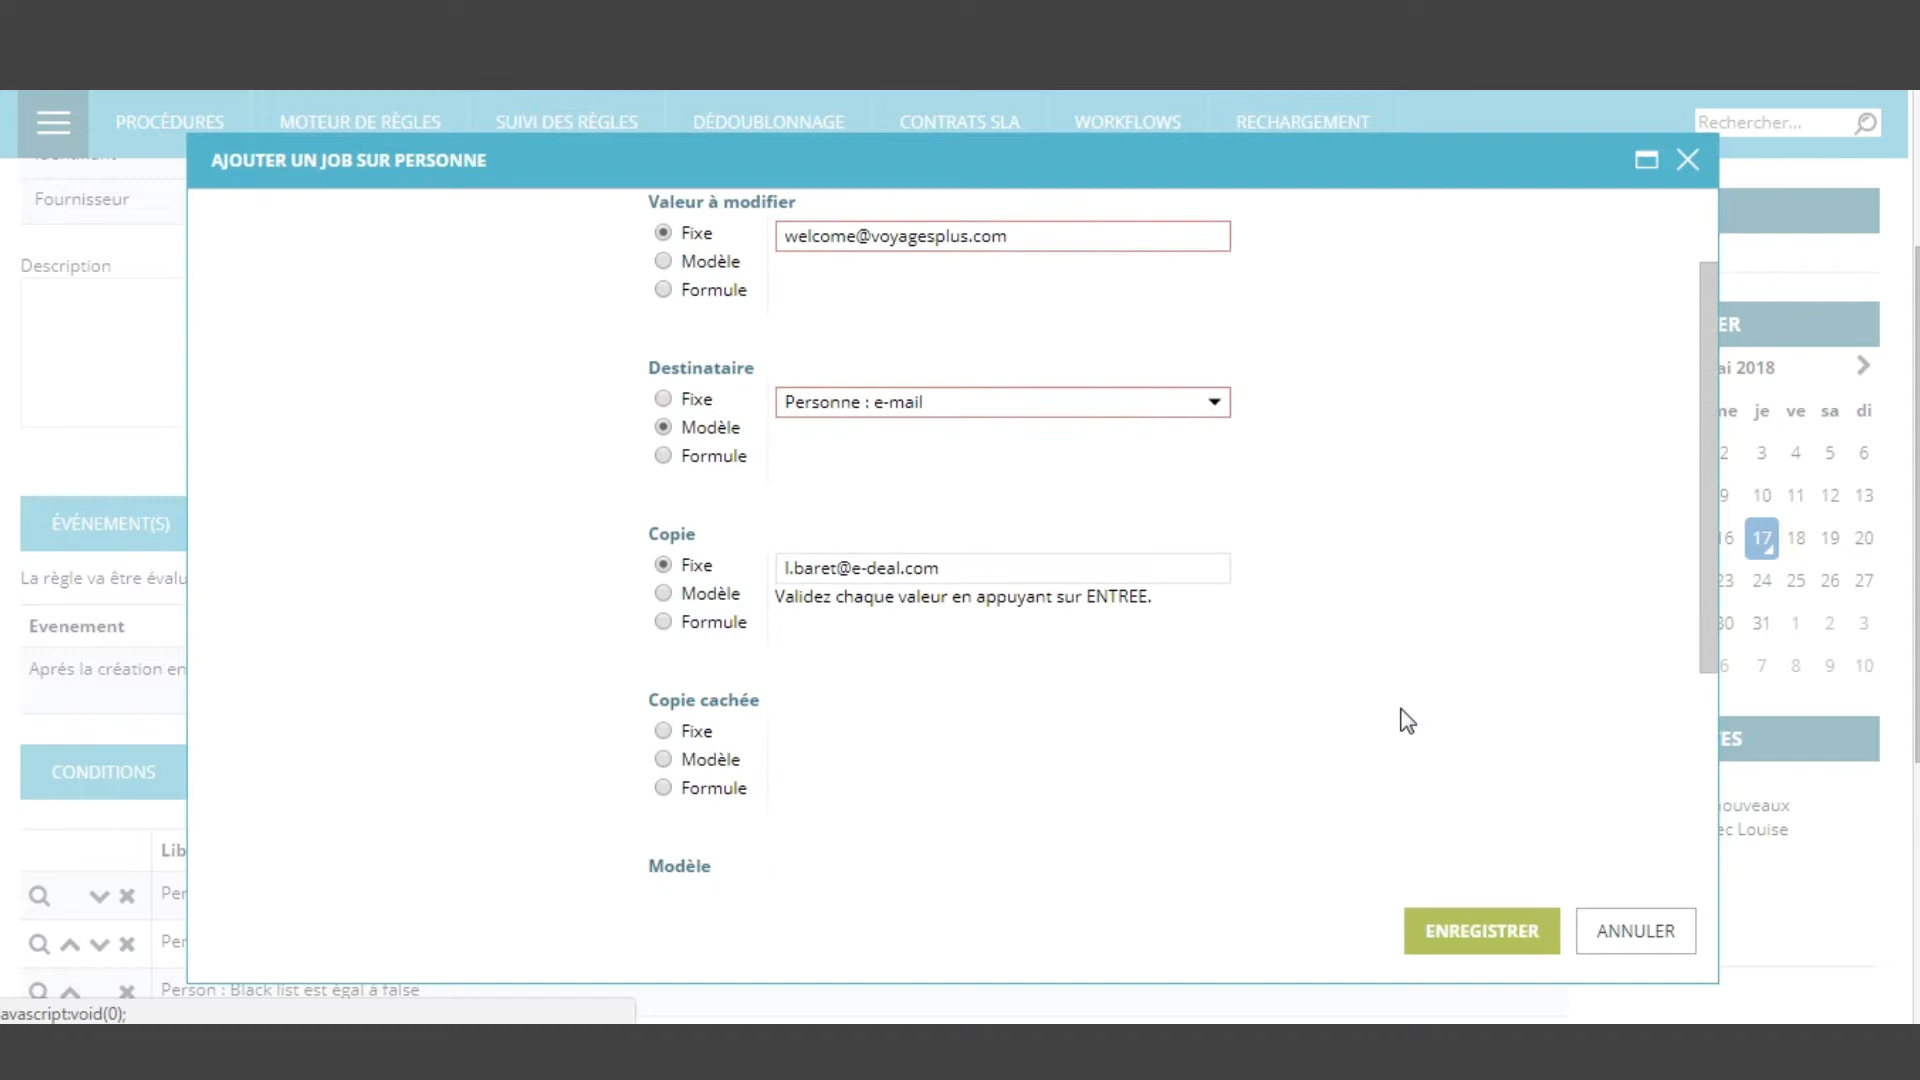 PROCÉDURES
MOTEUR DE RÈGLES
SUIVI DES RÈGLES
DÉDOUBLONNAGE
CONTRATS SLA
WORKFLOWS
RECHARGEMENT
Rechercher...
AJOUTER UN JOB SUR PERSONNE
Fournisseur
Description
ÉVÉNEMENT(S)
La règle va être évalu
Evenement
Aprés la création en
CONDITIONS
Lib
Per
Per
Person : Black list est égal à false
avascript:void(0);
Valeur à modifier
Fixe
welcome@voyagesplus.com
Modèle
Formule
Destinataire
Fixe
Personne : e-mail
Modèle
Formule
Copie
Fixe
l.baret@e-deal.com
Modèle
Validez chaque valeur en appuyant sur ENTREE.
Formule
Copie cachée
Fixe
Modèle
Formule
Modèle
ENREGISTRER
ANNULER
ER
ai 2018
ne je ve sa di
2 3 4 5 6
9 10 11 12 13
16 17 18 19 20
23 24 25 26 27
30 31 1 2 3
6 7 8 9 10
TES
nouveaux
ec Louise